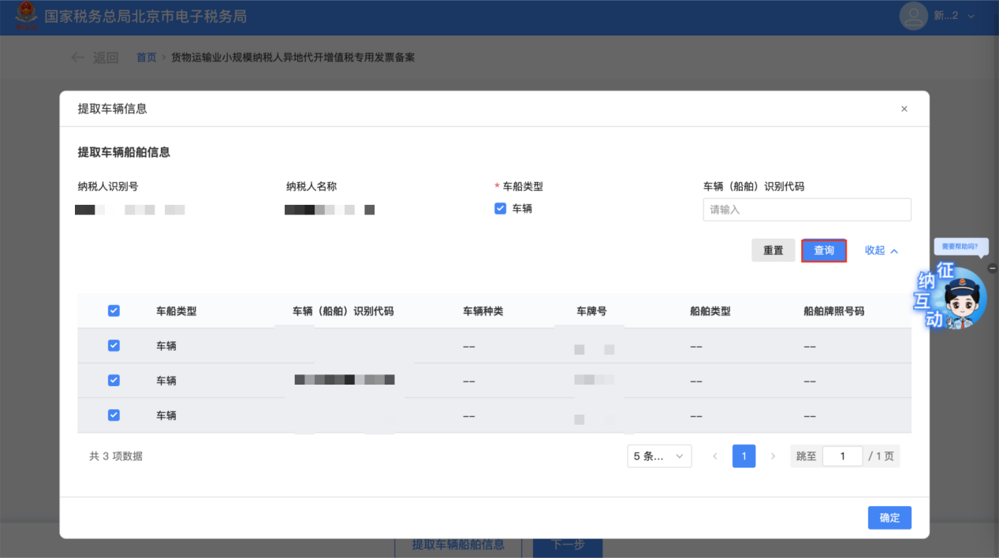 国家税务总局北京市电子税务局
新...2
返回 首页 › 货物运输业小规模纳税人异地代开增值税专用发票备案
提取车辆信息
×
提取车辆船舶信息
纳税人识别号 纳税人名称 * 车船类型 车辆（船舶）识别代码
车辆 请输入
重置 查询 收起
需要帮助吗?
征纳互动
车船类型 车辆（船舶）识别代码 车辆种类 车牌号 船舶类型 船舶牌照号码
车辆 -- -- --
车辆 -- -- --
车辆 -- -- --
共 3 项数据 5 条... 1 跳至 1 / 1 页
确定
提取车辆船舶信息 下一步